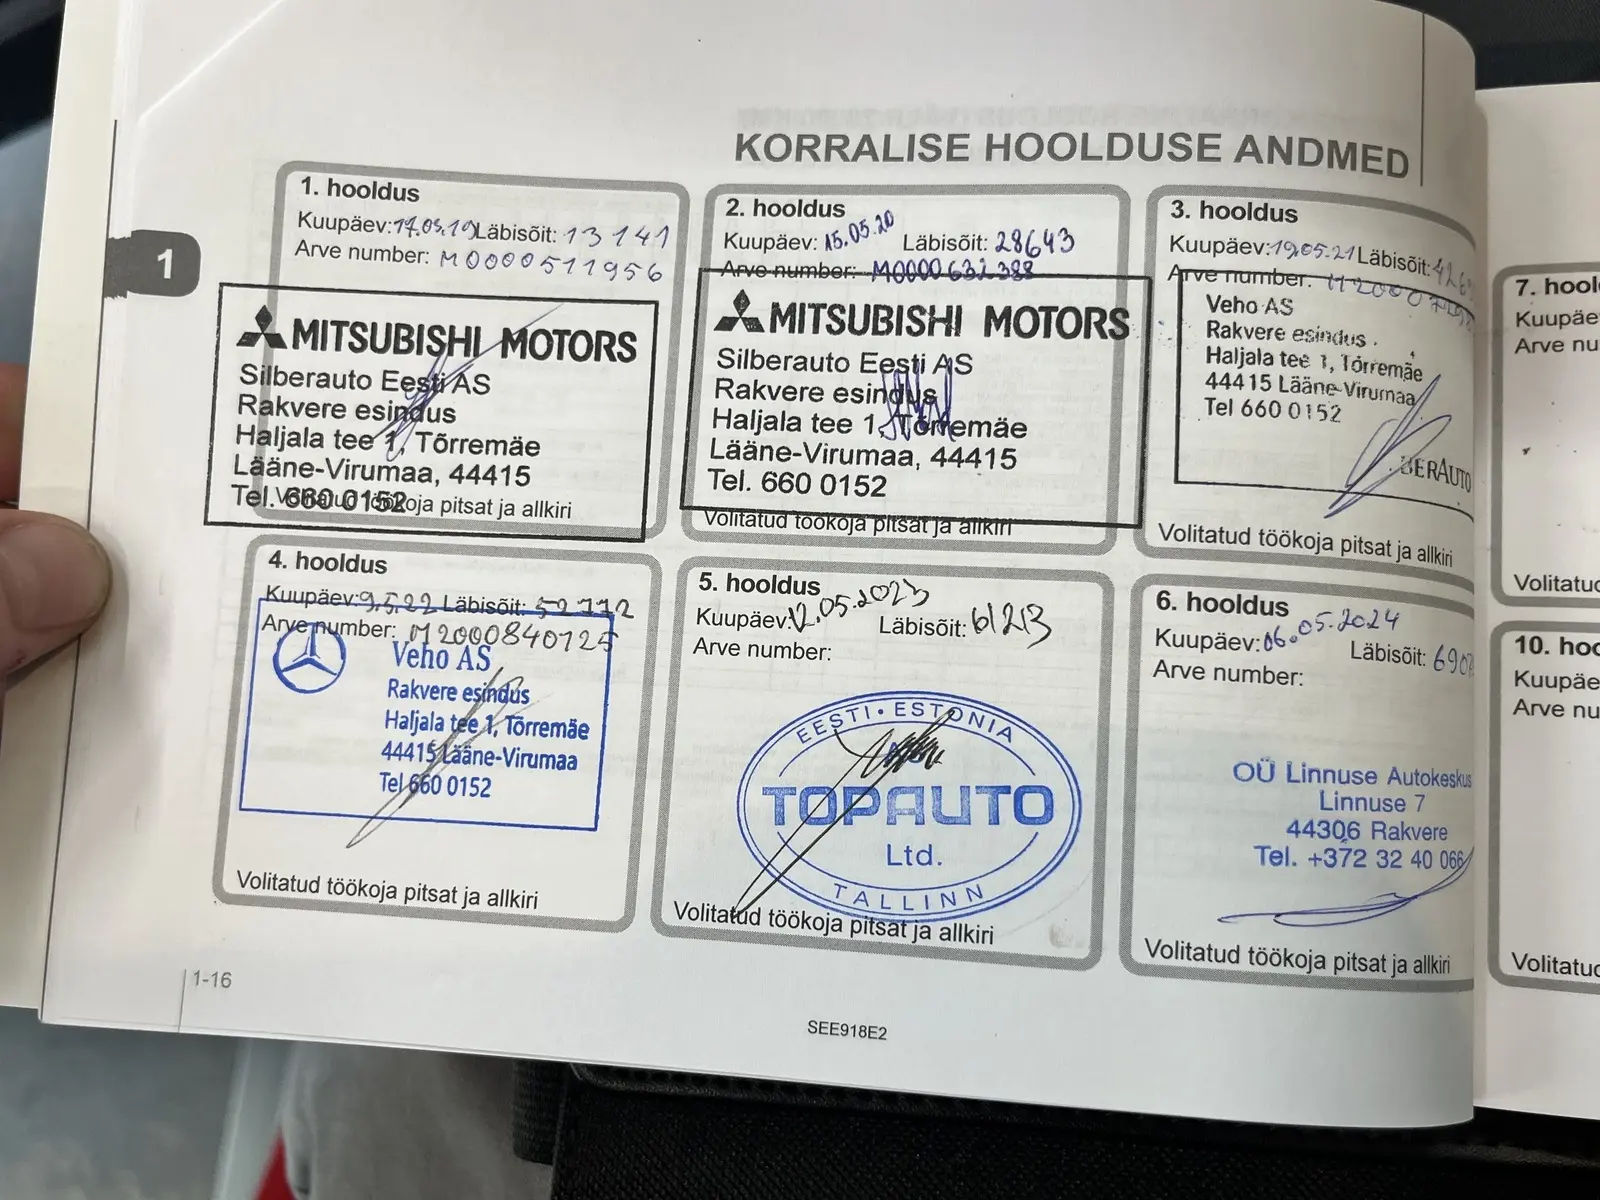 KORRALISE HOOLDUSE ANDMED
1
1. hooldus
Kuupäev: 17.05.19 Läbisõit: 13141
Arve number: M0000511956
MITSUBISHI MOTORS
Silberauto Eesti AS
Rakvere esindus
Haljala tee 1, Tõrremäe
Lääne-Virumaa, 44415
Tel. 660 0152
Volitatud töökoja pitsat ja allkiri
2. hooldus
Kuupäev: 15.05.20 Läbisõit: 28643
Arve number: M0000632388
MITSUBISHI MOTORS
Silberauto Eesti AS
Rakvere esindus
Haljala tee 1, Tõrremäe
Lääne-Virumaa, 44415
Tel. 660 0152
Volitatud töökoja pitsat ja allkiri
3. hooldus
Kuupäev: 19.05.21 Läbisõit:
Arve number:
Veho AS
Rakvere esindus
Haljala tee 1, Tõrremäe
44415 Lääne-Virumaa
Tel 660 0152
BERAUTO
Volitatud töökoja pitsat ja allkiri
4. hooldus
Kuupäev: 9.5.22 Läbisõit: 52772
Arve number: M2000840125
Veho AS
Rakvere esindus
Haljala tee 1, Tõrremäe
44415 Lääne-Virumaa
Tel 660 0152
Volitatud töökoja pitsat ja allkiri
5. hooldus
Kuupäev: 12.05.2023 Läbisõit: 61213
Arve number:
EESTI • ESTONIA
TOPAUTO
Ltd.
TALLINN
Volitatud töökoja pitsat ja allkiri
6. hooldus
Kuupäev: 06.05.2024
Läbisõit: 690
Arve number:
OÜ Linnuse Autokeskus
Linnuse 7
44306 Rakvere
Tel. +372 32 40 066
Volitatud töökoja pitsat ja allkiri
7. hool
Kuupäe
Arve nu
Volitatud
10. hoo
Kuupäe
Arve nu
Volitatud
1-16
SEE918E2